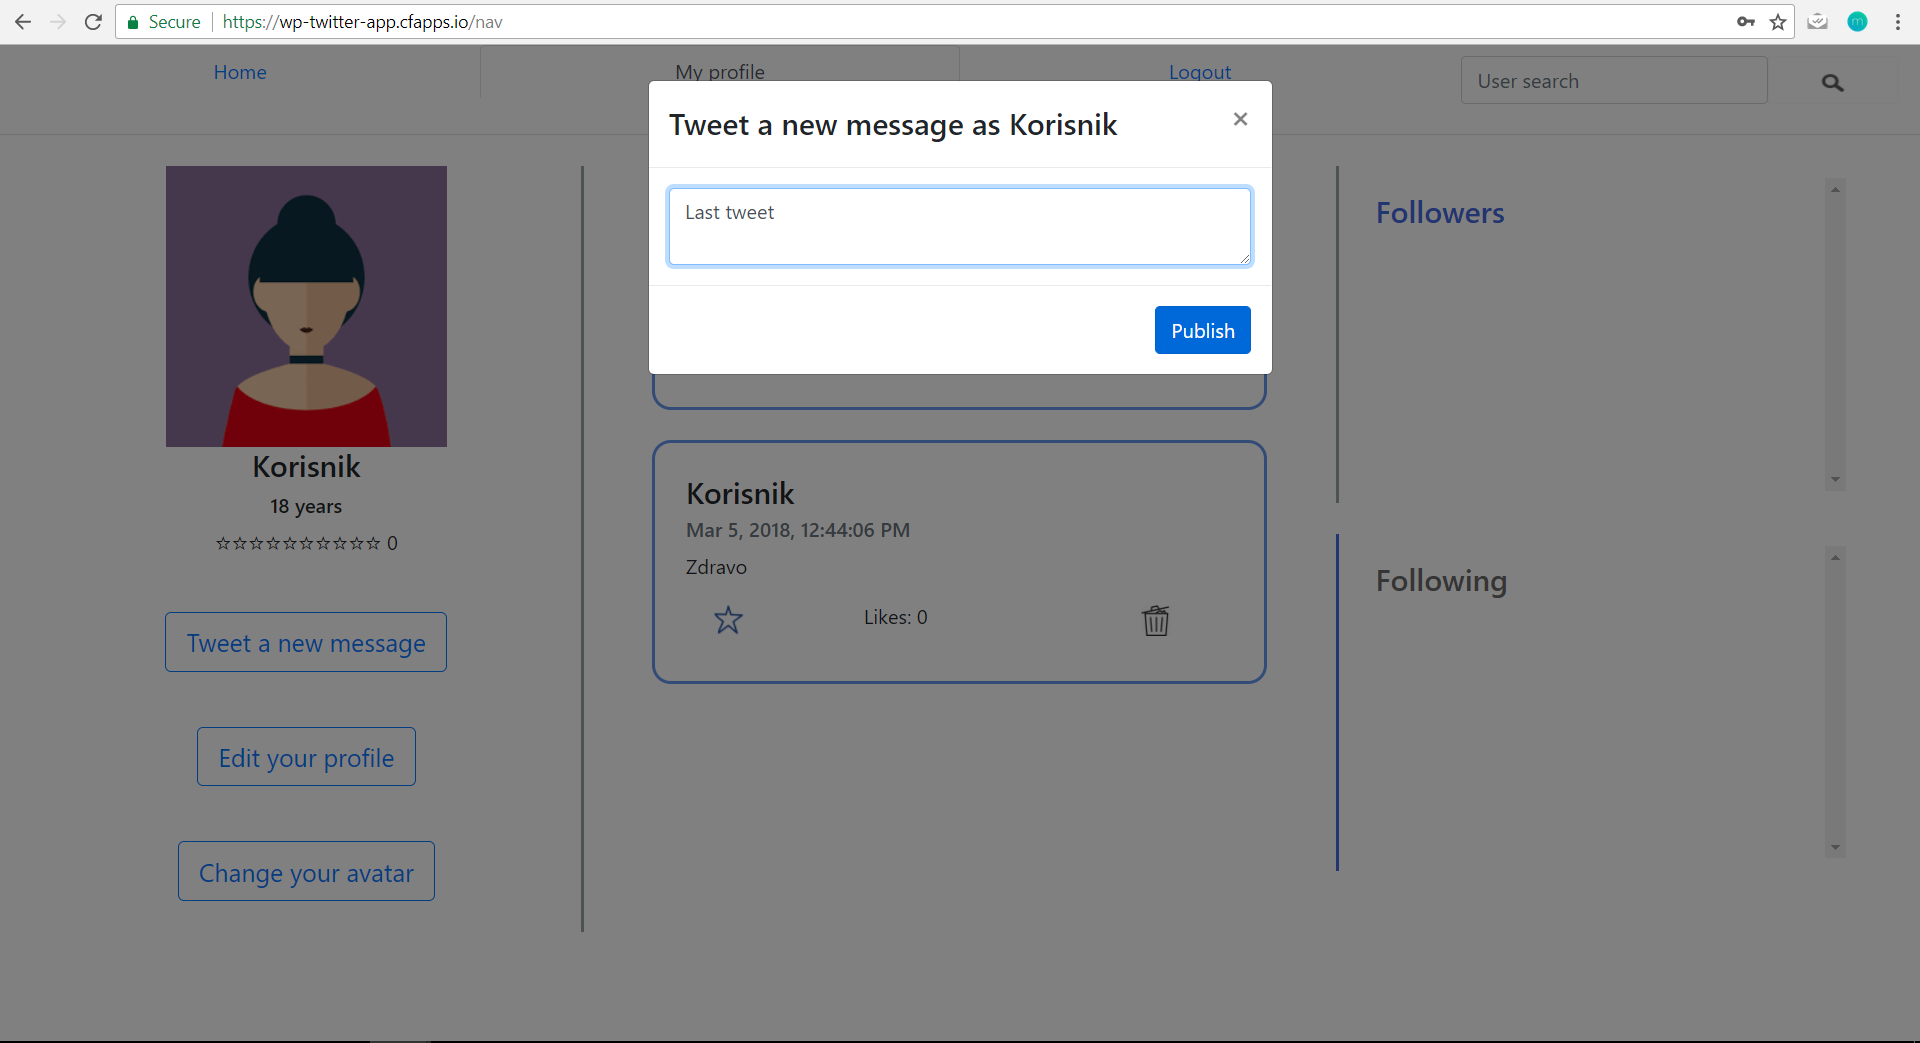 Secure https://wp-twitter-app.cfapps.io/nav
m
Home
My profile
Logout
User search
Tweet a new message as Korisnik
×
Last tweet
Publish
Korisnik
18 years
☆☆☆☆☆☆☆☆☆☆ 0
Tweet a new message
Edit your profile
Change your avatar
Korisnik
Mar 5, 2018, 12:44:06 PM
Zdravo
Likes: 0
Followers
Following